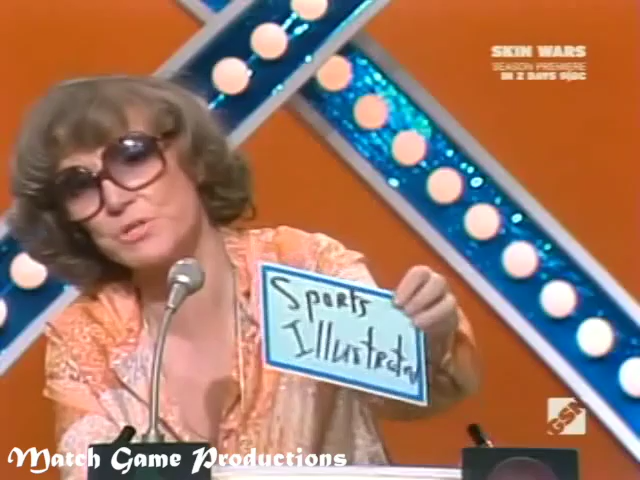 SKIN WARS
SEASON PREMIERE
IN 2 DAYS 9|8C
Sports
Illustrated
GSN
Match Game Productions